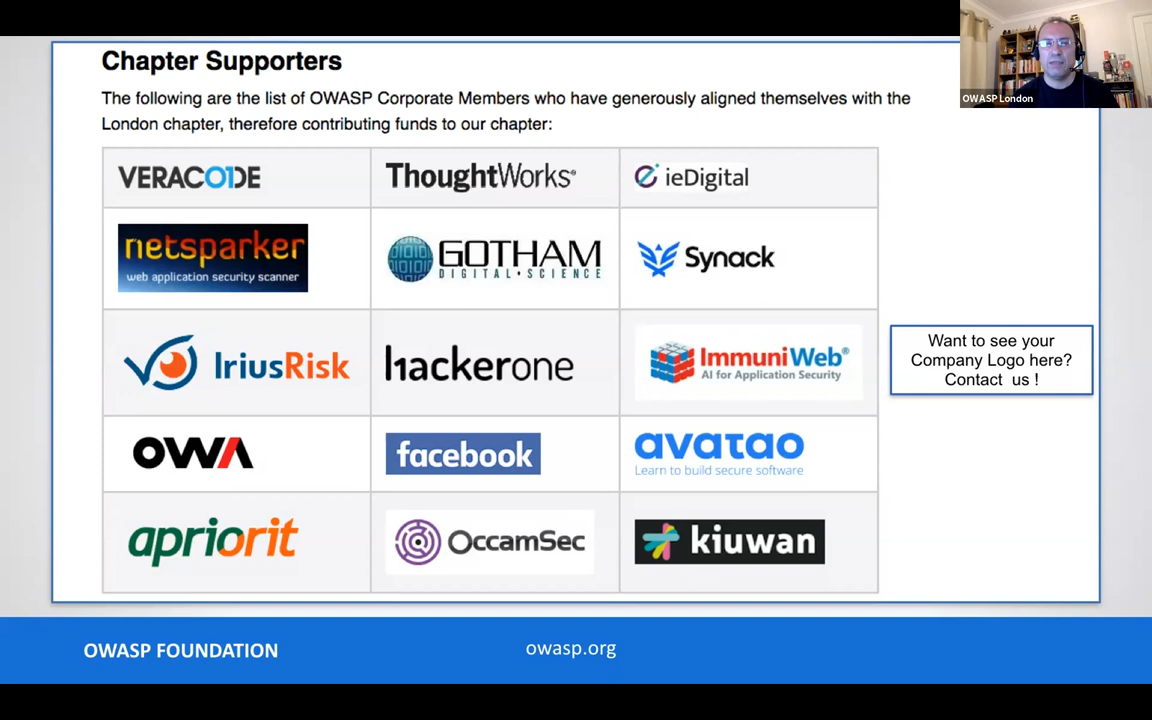 Chapter Supporters
The following are the list of OWASP Corporate Members who have generously aligned themselves with the
London chapter, therefore contributing funds to our chapter:
VERACODE
ThoughtWorks®
ieDigital
netsparker
web application security scanner
GOTHAM
DIGITAL·SCIENCE
Synack
IriusRisk
hackerone
ImmuniWeb®
AI for Application Security
OWA
facebook
avatao
Learn to build secure software
apriorit
OccamSec
kiuwan
Want to see your
Company Logo here?
Contact us !
OWASP London
OWASP FOUNDATION
owasp.org